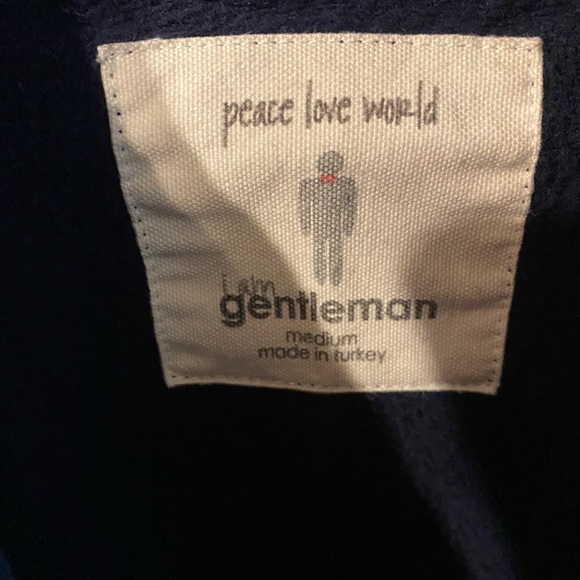 peace love world
i am
gentleman
medium
made in turkey